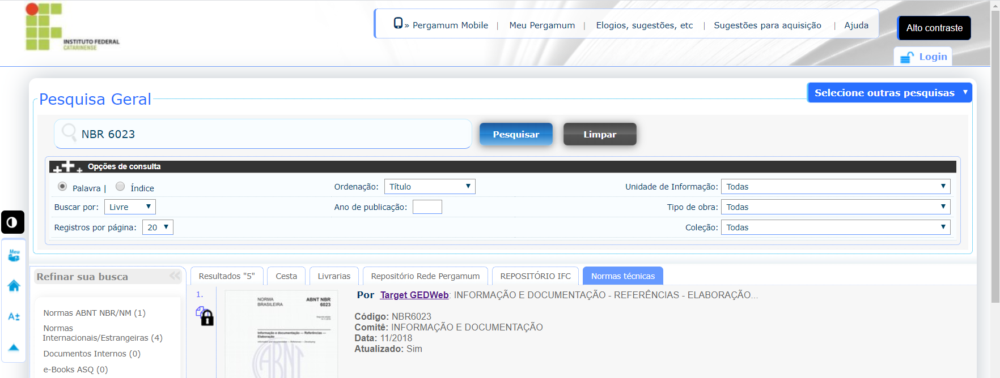 INSTITUTO FEDERAL
CATARINENSE
» Pergamum Mobile | Meu Pergamum | Elogios, sugestões, etc | Sugestões para aquisição | Ajuda
Alto contraste
Login
Pesquisa Geral
Selecione outras pesquisas ▼
NBR 6023
Pesquisar
Limpar
Opções de consulta
Palavra | Índice
Ordenação: Título
Unidade de Informação: Todas
Buscar por: Livre
Ano de publicação:
Tipo de obra: Todas
Registros por página: 20
Coleção: Todas
Meu
A±
Refinar sua busca
Normas ABNT NBR/NM (1)
Normas
Internacionais/Estrangeiras (4)
Documentos Internos (0)
e-Books ASQ (0)
Resultados "5"
Cesta
Livrarias
Repositório Rede Pergamum
REPOSITÓRIO IFC
Normas técnicas
1.
NORMA
BRASILEIRA
ABNT NBR
6023
Informação e documentação — Referências —
Elaboração
Information and documentation — References — Developing
ABNT
Por Target GEDWeb: INFORMAÇÃO E DOCUMENTAÇÃO - REFERÊNCIAS - ELABORAÇÃO...
Código: NBR6023
Comitê: INFORMAÇÃO E DOCUMENTAÇÃO
Data: 11/2018
Atualizado: Sim